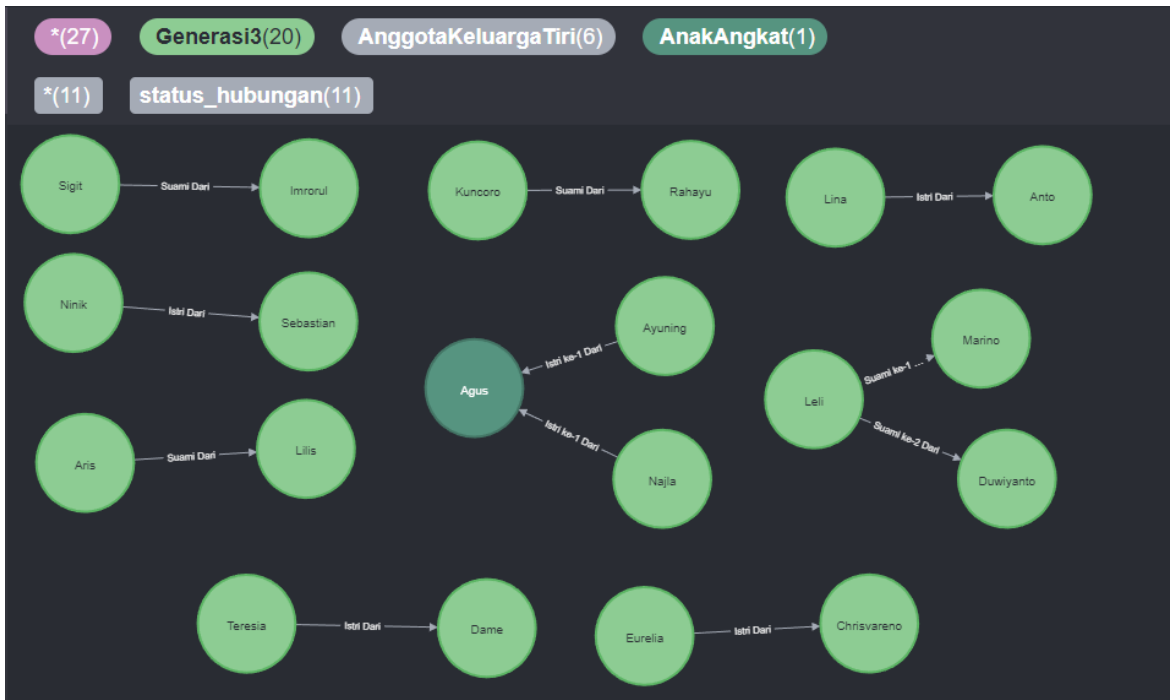 *(27) Generasi3(20) AnggotaKeluargaTiri(6) AnakAngkat(1)
*(11) status_hubungan(11)
Sigit Suami Dari Imrorul
Kuncoro Suami Dari Rahayu
Lina Istri Dari Anto
Ninik Istri Dari Sebastian
Agus
Istri ke-1 Dari
Ayuning
Istri ke-1 Dari
Najla
Leli
Suami ke-1 ...
Marino
Suami ke-2 Dari
Duwiyanto
Aris Suami Dari Lilis
Teresia Istri Dari Dame
Eurelia Istri Dari Chrisvareno